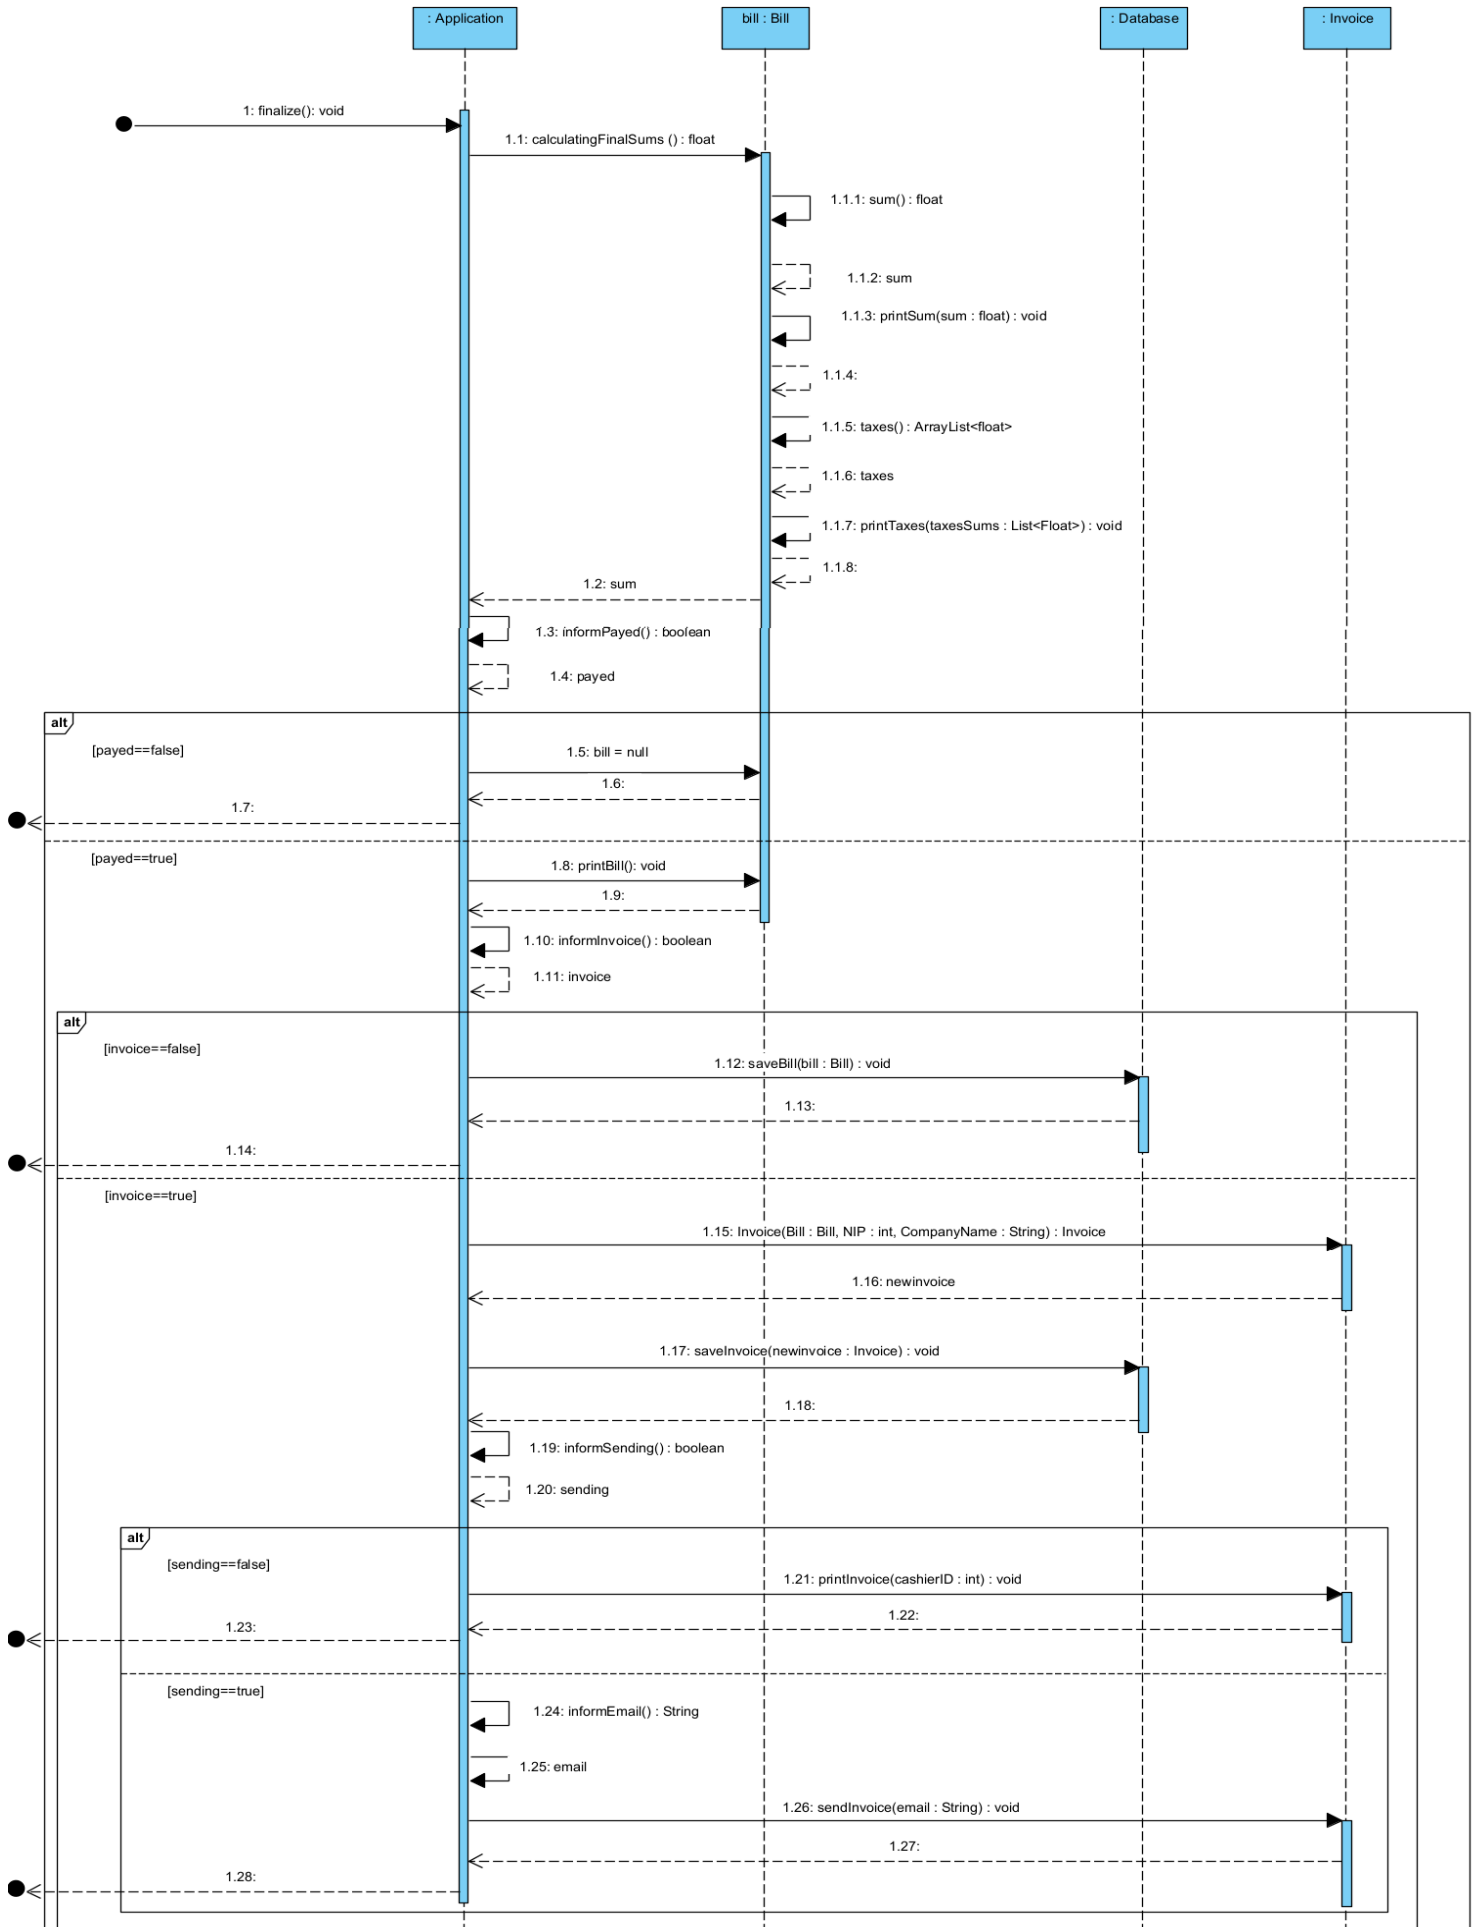 : Application
bill : Bill
: Database
: Invoice
1: finalize(): void
1.1: calculatingFinalSums () : float
1.1.1: sum() : float
1.1.2: sum
1.1.3: printSum(sum : float) : void
1.1.4:
1.1.5: taxes() : ArrayList<float>
1.1.6: taxes
1.1.7: printTaxes(taxesSums : List<Float>) : void
1.1.8:
1.2: sum
1.3: informPayed() : boolean
1.4: payed
alt
[payed==false]
1.5: bill = null
1.6:
1.7:
[payed==true]
1.8: printBill(): void
1.9:
1.10: informInvoice() : boolean
1.11: invoice
alt
[invoice==false]
1.12: saveBill(bill : Bill) : void
1.13:
1.14:
[invoice==true]
1.15: Invoice(Bill : Bill, NIP : int, CompanyName : String) : Invoice
1.16: newinvoice
1.17: saveInvoice(newinvoice : Invoice) : void
1.18:
1.19: informSending() : boolean
1.20: sending
alt
[sending==false]
1.21: printInvoice(cashierID : int) : void
1.22:
1.23:
[sending==true]
1.24: informEmail() : String
1.25: email
1.26: sendInvoice(email : String) : void
1.27:
1.28: